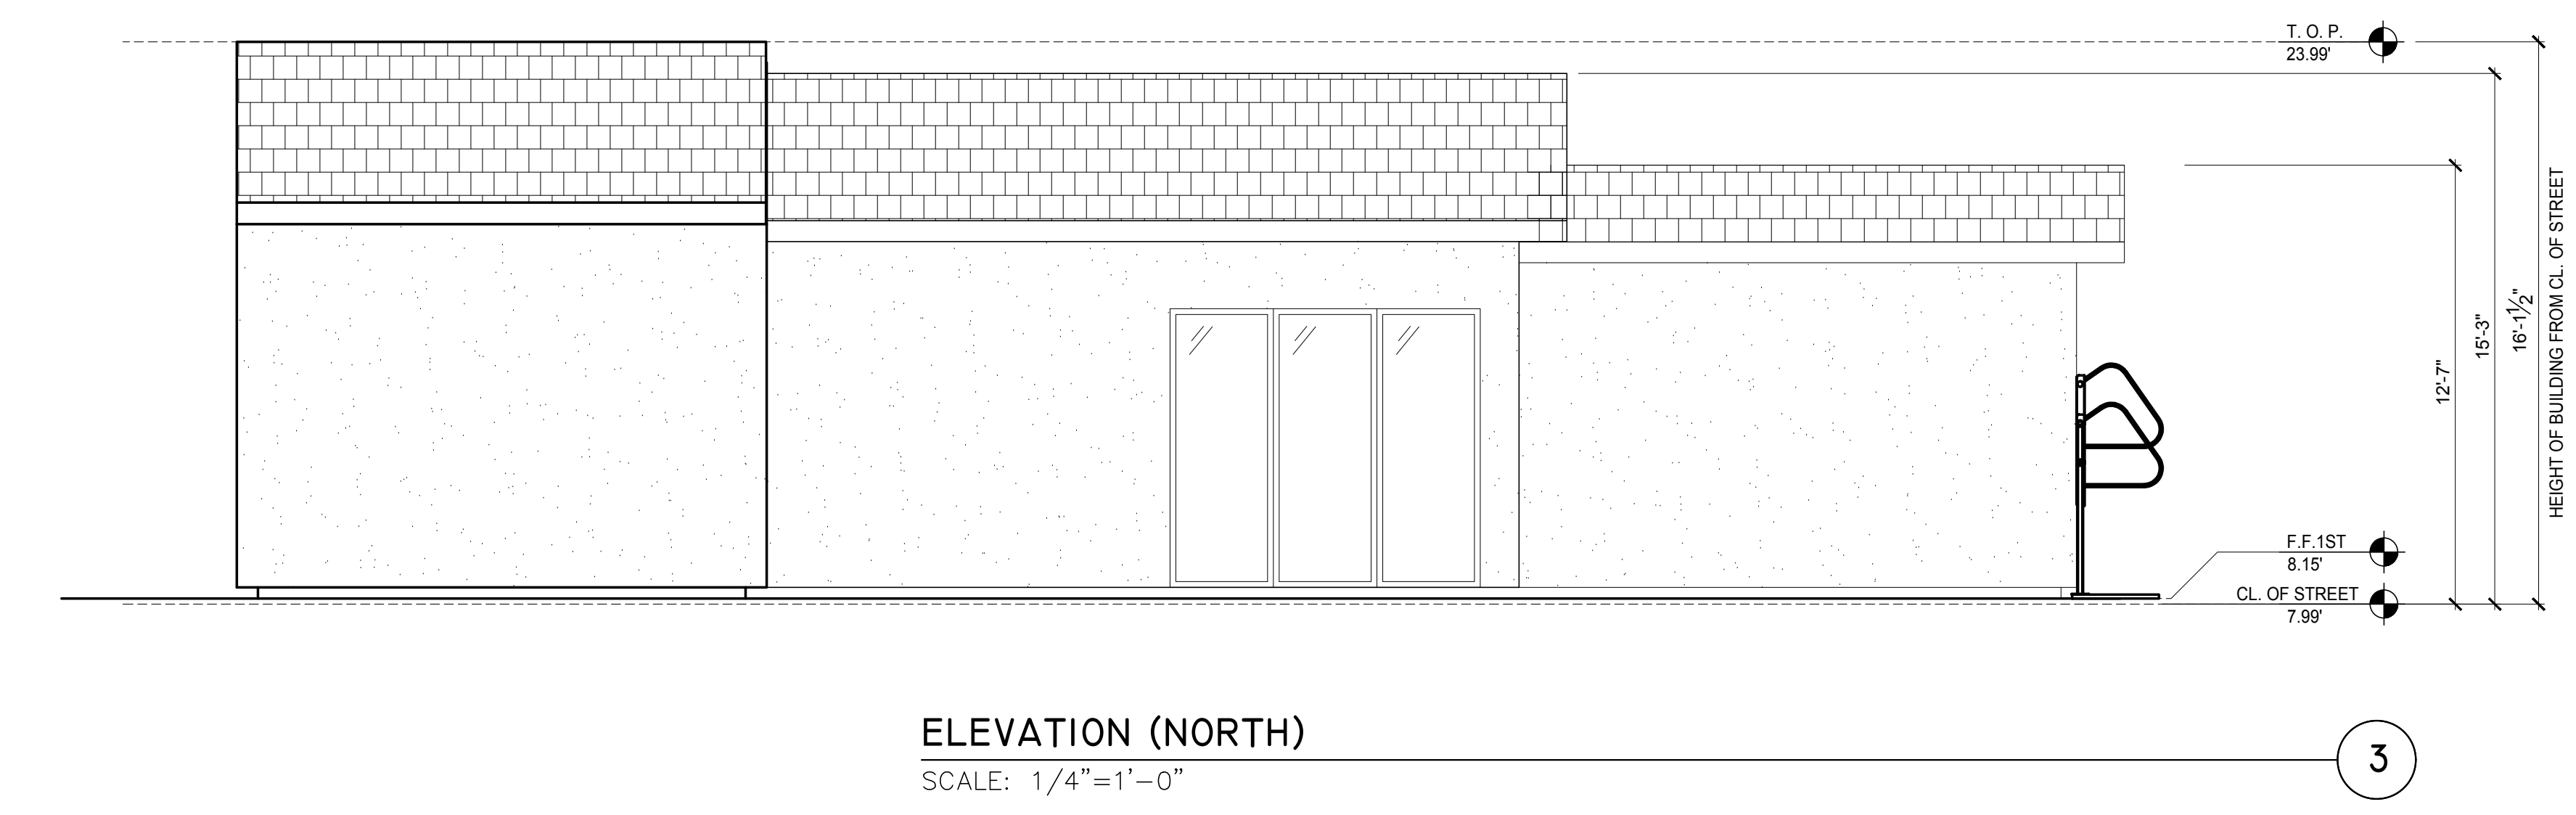 T. O. P.
23.99'
12'-7"
15'-3"
16'-1½"
HEIGHT OF BUILDING FROM CL. OF STREET
F.F.1ST
8.15'
CL. OF STREET
7.99'
ELEVATION (NORTH)
SCALE: 1/4"=1'-0"
3